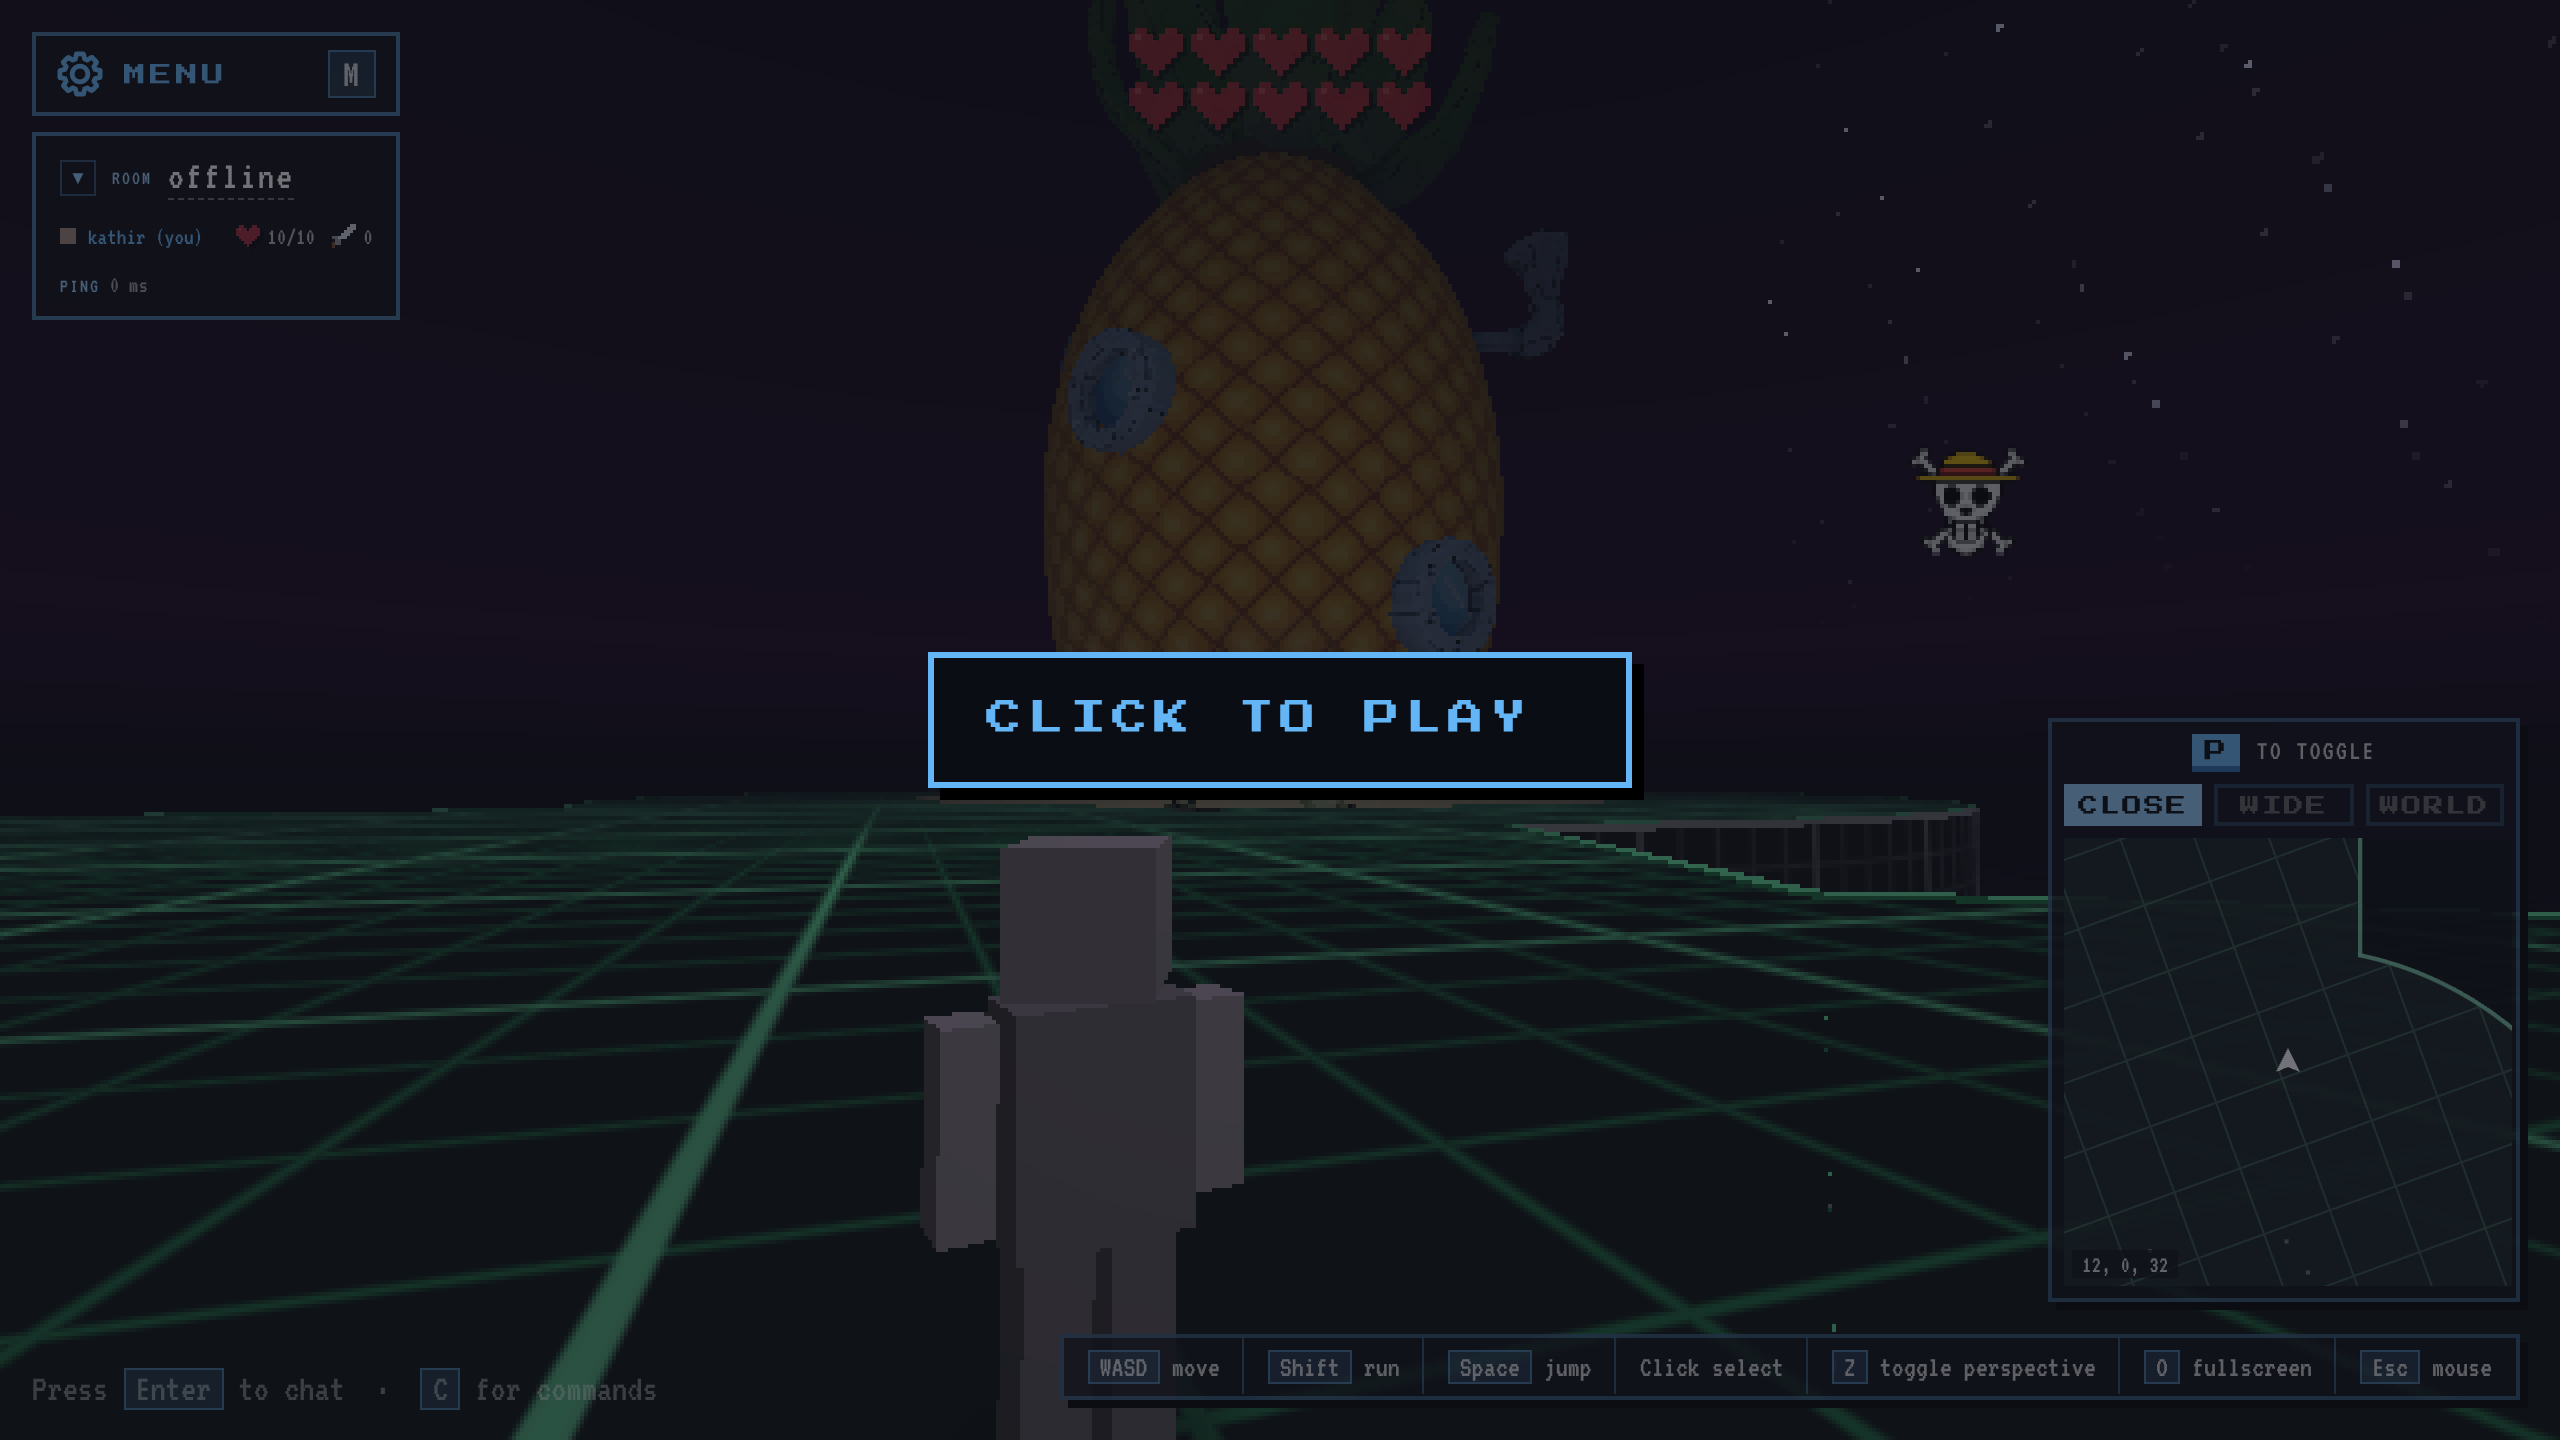 MENU M
▼ ROOM offline
kathir (you) 10/10 0
PING 0 ms
CLICK TO PLAY
P TO TOGGLE
CLOSE WIDE WORLD
12, 0, 32
Press Enter to chat · C for commands
WASD move Shift run Space jump Click select Z toggle perspective O fullscreen Esc mouse